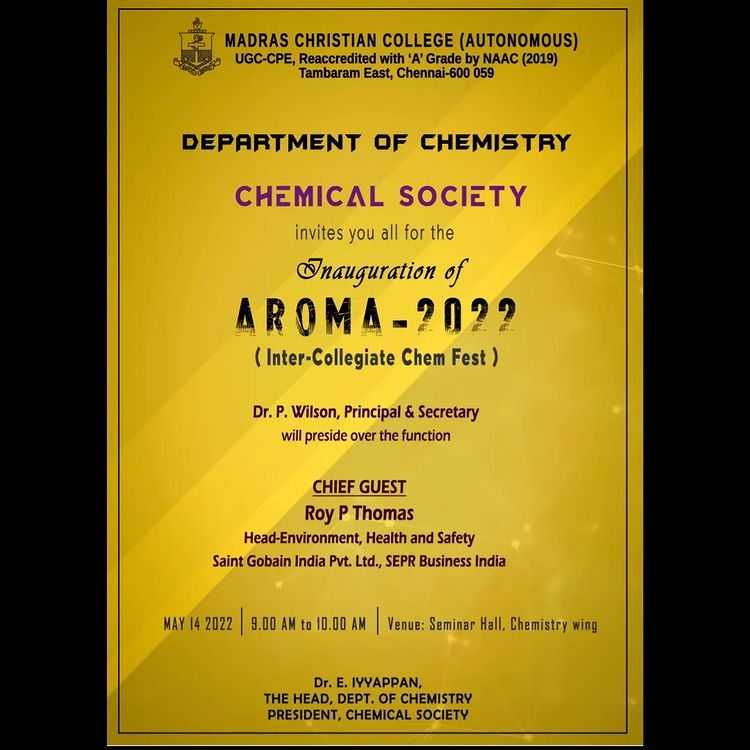 MADRAS CHRISTIAN COLLEGE (AUTONOMOUS)
UGC-CPE, Reaccredited with ‘A’ Grade by NAAC (2019)
Tambaram East, Chennai-600 059
DEPARTMENT OF CHEMISTRY
CHEMICAL SOCIETY
invites you all for the
Inauguration of
AROMA-2022
( Inter-Collegiate Chem Fest )
Dr. P. Wilson, Principal & Secretary
will preside over the function
CHIEF GUEST
Roy P Thomas
Head-Environment, Health and Safety
Saint Gobain India Pvt. Ltd., SEPR Business India
MAY 14 2022 | 9.00 AM to 10.00 AM | Venue: Seminar Hall, Chemistry wing
Dr. E. IYYAPPAN,
THE HEAD, DEPT. OF CHEMISTRY
PRESIDENT, CHEMICAL SOCIETY